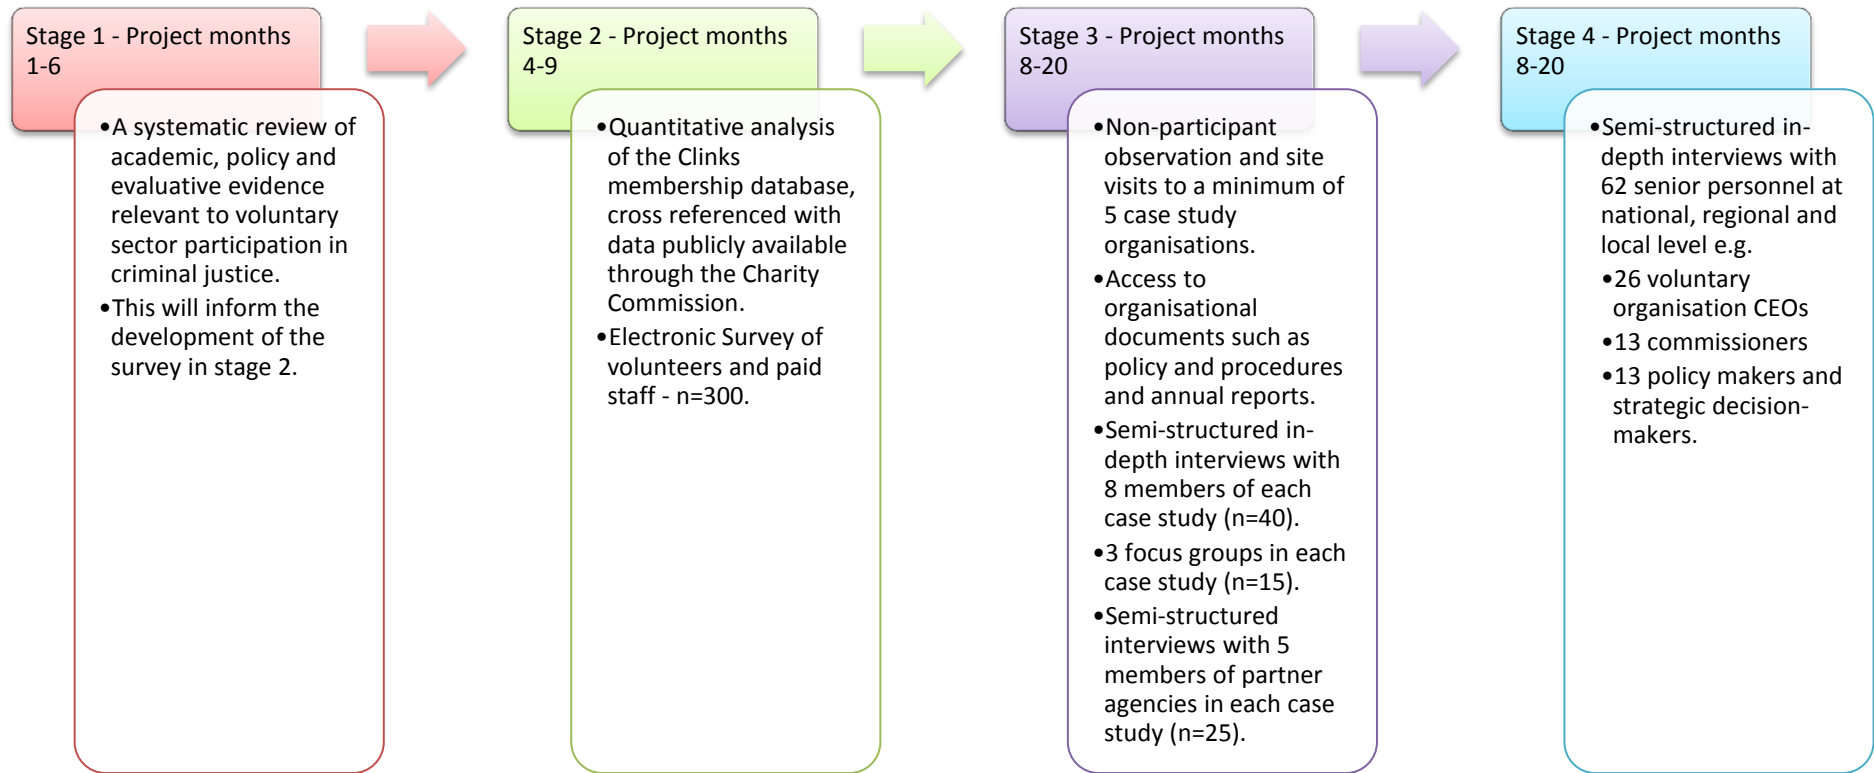 Stage 1 - Project months
1-6
•A systematic review of
academic, policy and
evaluative evidence
relevant to voluntary
sector participation in
criminal justice.
•This will inform the
development of the
survey in stage 2.
Stage 2 - Project months
4-9
•Quantitative analysis
of the Clinks
membership database,
cross referenced with
data publicly available
through the Charity
Commission.
•Electronic Survey of
volunteers and paid
staff - n=300.
Stage 3 - Project months
8-20
•Non-participant
observation and site
visits to a minimum of
5 case study
organisations.
•Access to
organisational
documents such as
policy and procedures
and annual reports.
•Semi-structured in-
depth interviews with
8 members of each
case study (n=40).
•3 focus groups in each
case study (n=15).
•Semi-structured
interviews with 5
members of partner
agencies in each case
study (n=25).
Stage 4 - Project months
8-20
•Semi-structured in-
depth interviews with
62 senior personnel at
national, regional and
local level e.g.
•26 voluntary
organisation CEOs
•13 commissioners
•13 policy makers and
strategic decision-
makers.